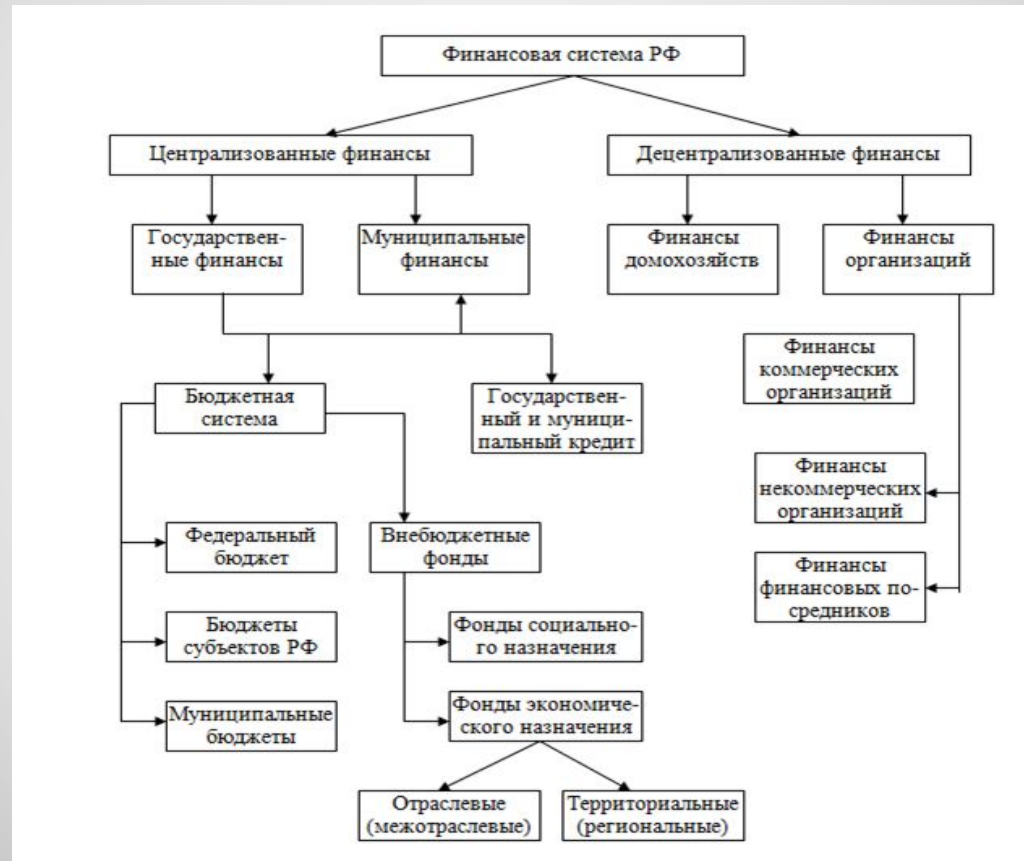 Финансовая система РФ
Централизованные финансы
Децентрализованные финансы
Государствен-
ные финансы
Муниципальные
финансы
Финансы
домохозяйств
Финансы
организаций
Финансы
коммерческих
организаций
Бюджетная
система
Государствен-
ный и муници-
пальный кредит
Финансы
некоммерческих
организаций
Федеральный
бюджет
Внебюджетные
фонды
Финансы
финансовых по-
средников
Бюджеты
субъектов РФ
Фонды социально-
го назначения
Муниципальные
бюджеты
Фонды экономиче-
ского назначения
Отраслевые
(межотраслевые)
Территориальные
(региональные)